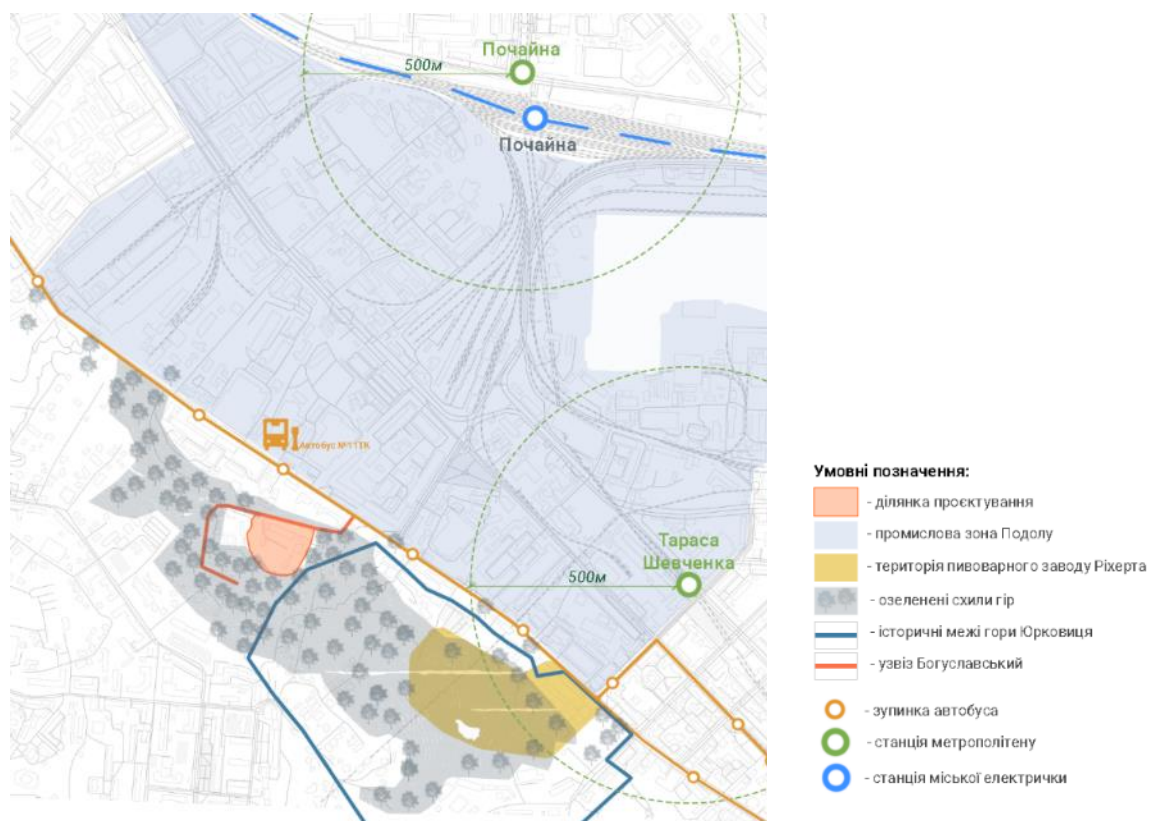 Почайна
500м
Почайна
Автобус №11ТК
Тараса
Шевченка
500м
Умовні позначення:
- ділянка проєктування
- промислова зона Подолу
- територія пивоварного заводу Ріхерта
- озеленені схили гір
- історичні межі гори Юрковиця
- узвіз Богуславський
- зупинка автобуса
- станція метрополітену
- станція міської електрички